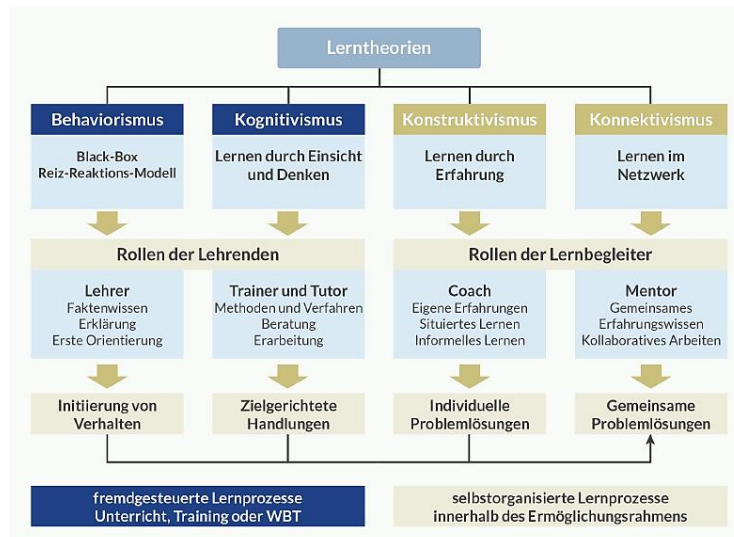 Lerntheorien
Behaviorismus
Kognitivismus
Konstruktivismus
Konnektivismus
Black-Box
Reiz-Reaktions-Modell
Lernen durch Einsicht
und Denken
Lernen durch
Erfahrung
Lernen im
Netzwerk
Rollen der Lehrenden
Rollen der Lernbegleiter
Lehrer
Faktenwissen
Erklärung
Erste Orientierung
Trainer und Tutor
Methoden und Verfahren
Beratung
Erarbeitung
Coach
Eigene Erfahrungen
Situiertes Lernen
Informelles Lernen
Mentor
Gemeinsames
Erfahrungswissen
Kollaboratives Arbeiten
Initiierung von
Verhalten
Zielgerichtete
Handlungen
Individuelle
Problemlösungen
Gemeinsame
Problemlösungen
fremdgesteuerte Lernprozesse
Unterricht, Training oder WBT
selbstorganisierte Lernprozesse
innerhalb des Ermöglichungsrahmens